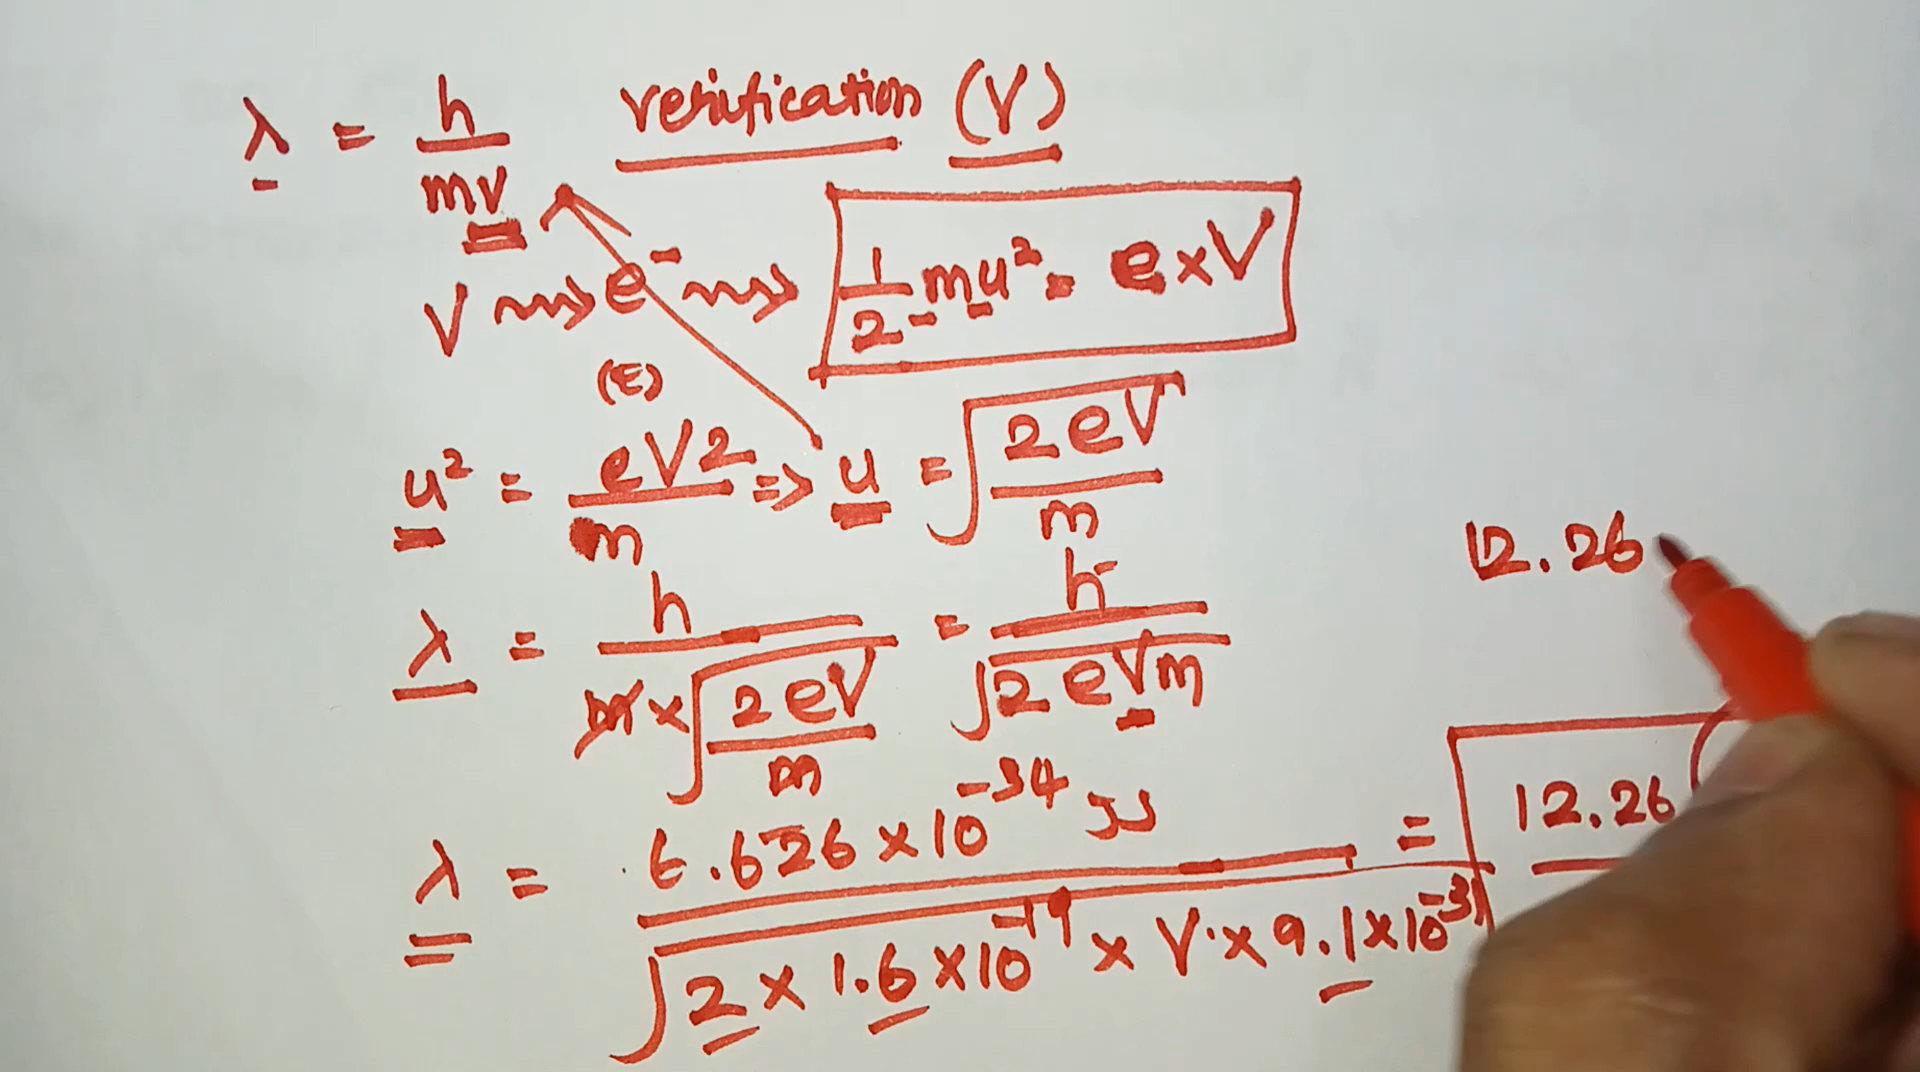 λ = h/mv verification (V)
V ⇝ e⁻ ⇝ 1/2 mu² = e×V
(E)
u² = eV2/m ⇒ u = √(2eV/m)
λ = h/(m×√(2eV/m)) = h/√(2eVm)
12.26
λ = 6.626×10⁻³⁴ Js/√(2×1.6×10⁻¹⁹×V×9.1×10⁻³¹) = 12.26